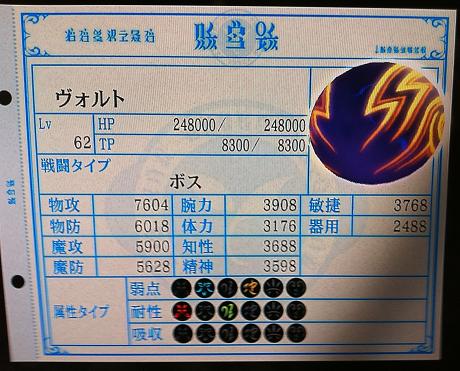 ヴォルト
Lv 62 HP 248000/ 248000
TP 8300/ 8300
戦闘タイプ
ボス
物攻 7604 腕力 3908 敏捷 3768
物防 6018 体力 3176 器用 2488
魔攻 5900 知性 3688
魔防 5628 精神 3598
属性タイプ
弱点
耐性
吸収